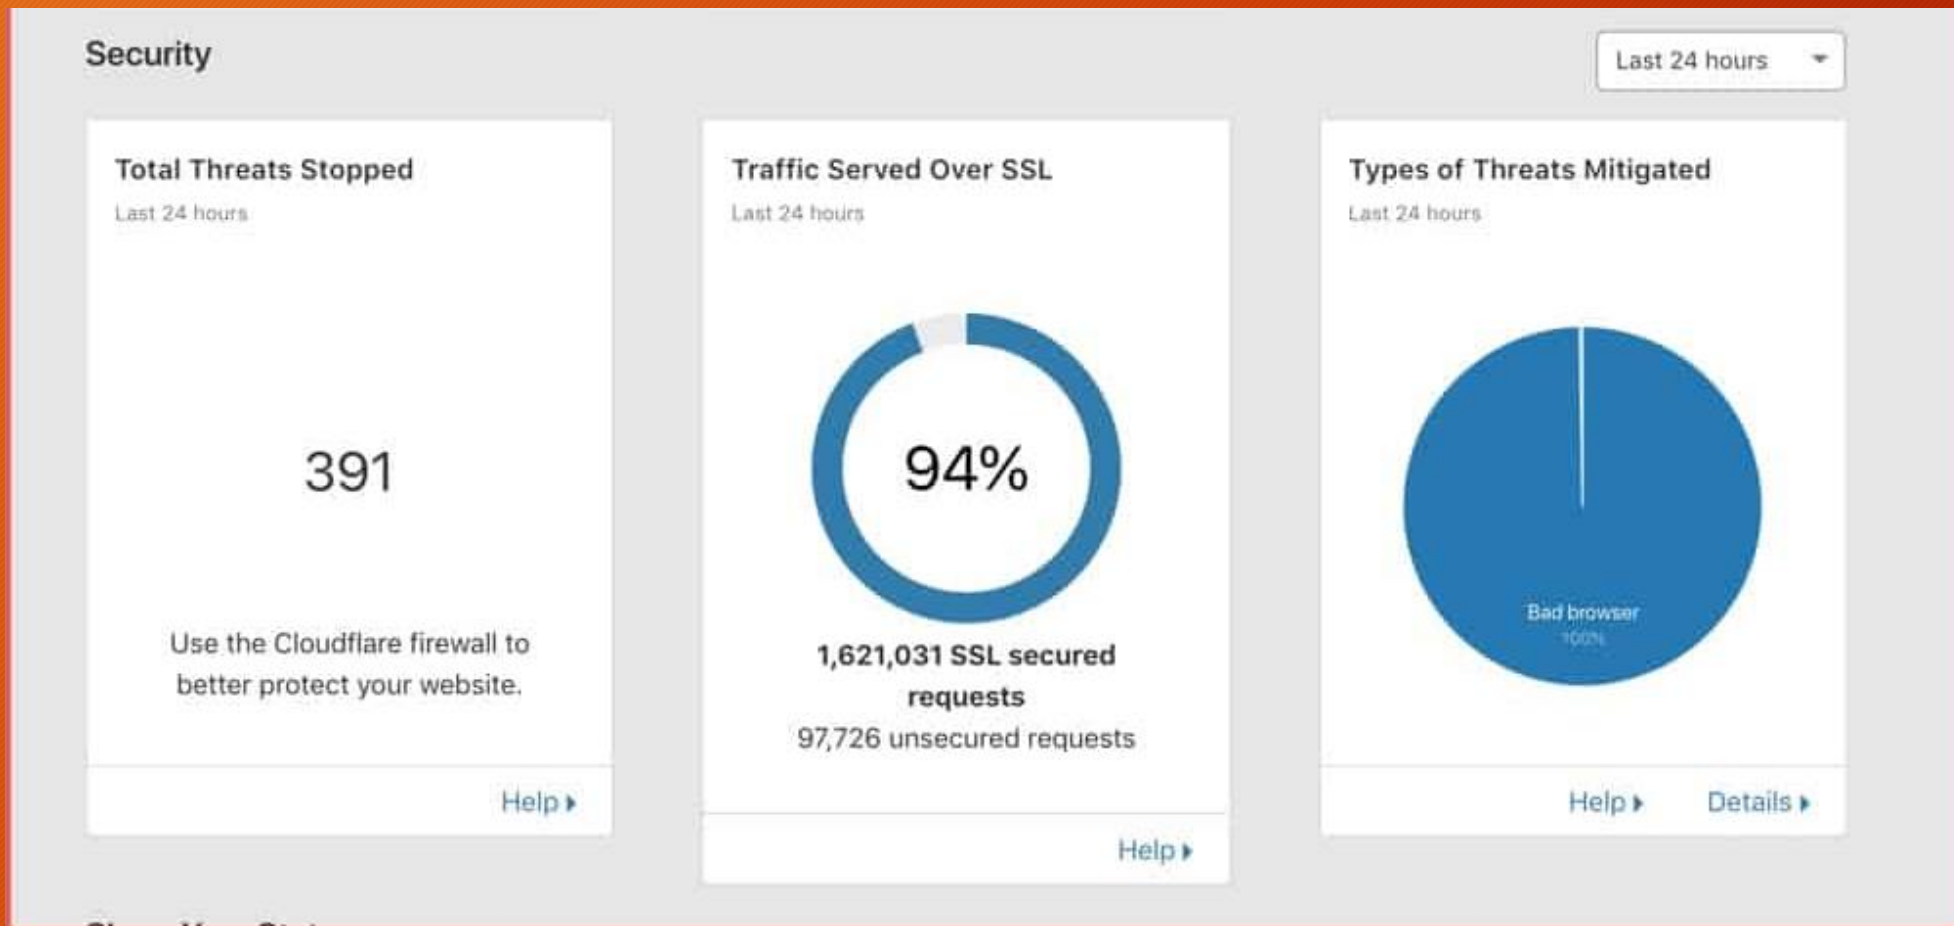 Security
Last 24 hours
Total Threats Stopped
Last 24 hours
391
Use the Cloudflare firewall to
better protect your website.
Help
Traffic Served Over SSL
Last 24 hours
94%
1,621,031 SSL secured
requests
97,726 unsecured requests
Help
Types of Threats Mitigated
Last 24 hours
Bad browser
100%
Help
Details